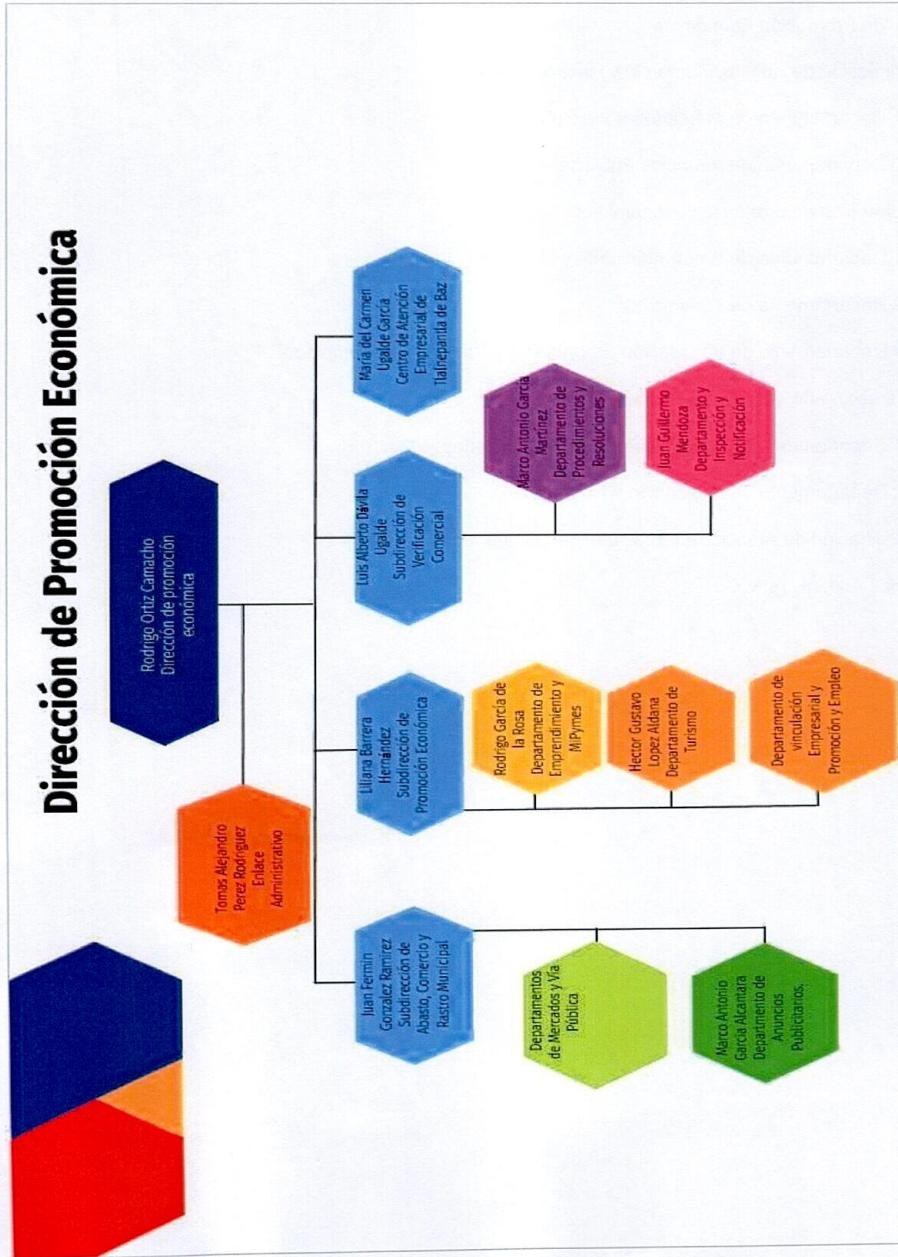 Dirección de Promoción Económica
Rodrigo Ortiz Camacho
Dirección de promoción
económica
Tomas Alejandro
Perez Rodriguez
Enlace
Administrativo
Juan Fermin
Gonzalez Ramirez
Subdirección de
Abasto, Comercio y
Rastro Municipal
Liliana Barrera
Hernández
Subdirección de
Promoción Económica
Luis Alberto Dávila
Ugalde
Subdirección de
Verificación
Comercial
Maria del Carmen
Ugalde García
Centro de Atención
Empresarial de
Tlalnepantla de Baz
Departamentos
de Mercados y Vía
Pública
Marco Antonio
Garcia Alcantara
Department de
Anuncios
Publicitarios.
Rodrigo García de
la Rosa
Departamento de
Emprendimiento y
MiPymes
Hector Gustavo
Lopez Aldana
Departamento de
Turismo
Departamento de
vinculación
Empresarial y
Promoción y Empleo
Marco Antonio García
Martínez
Departamento de
Procedimientos y
Resoluciones
Juan Guillermo
Mendoza
Departamento y
Inspección y
Notificación